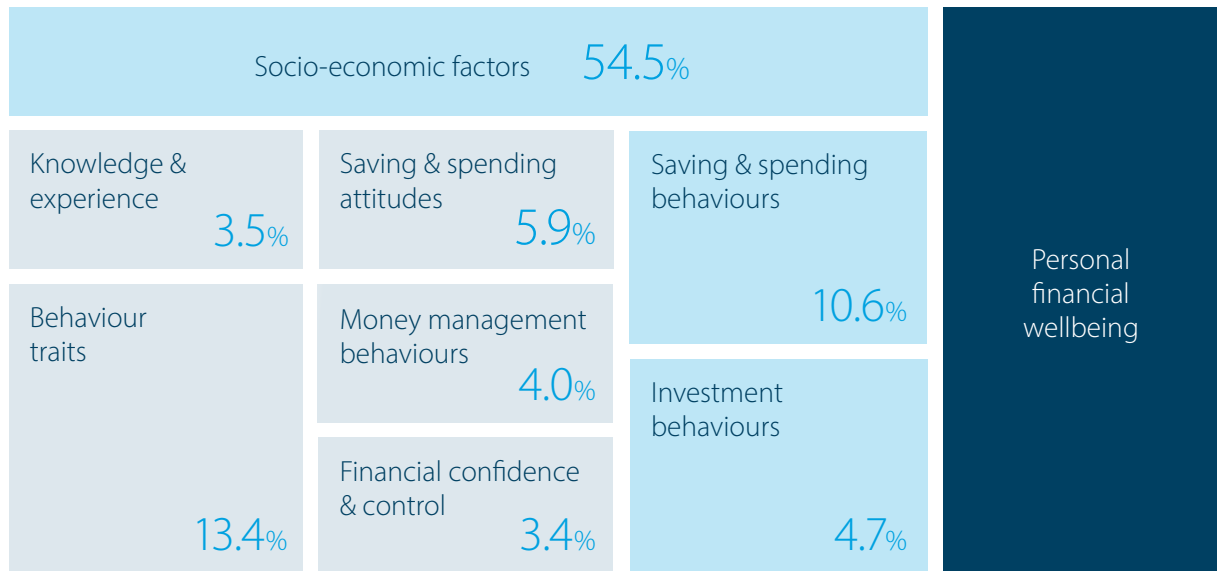 Socio-economic factors 54.5%
Knowledge &
experience
3.5%
Saving & spending
attitudes
5.9%
Saving & spending
behaviours
10.6%
Behaviour
traits
13.4%
Money management
behaviours
4.0%
Financial confidence
& control
3.4%
Investment
behaviours
4.7%
Personal
financial
wellbeing